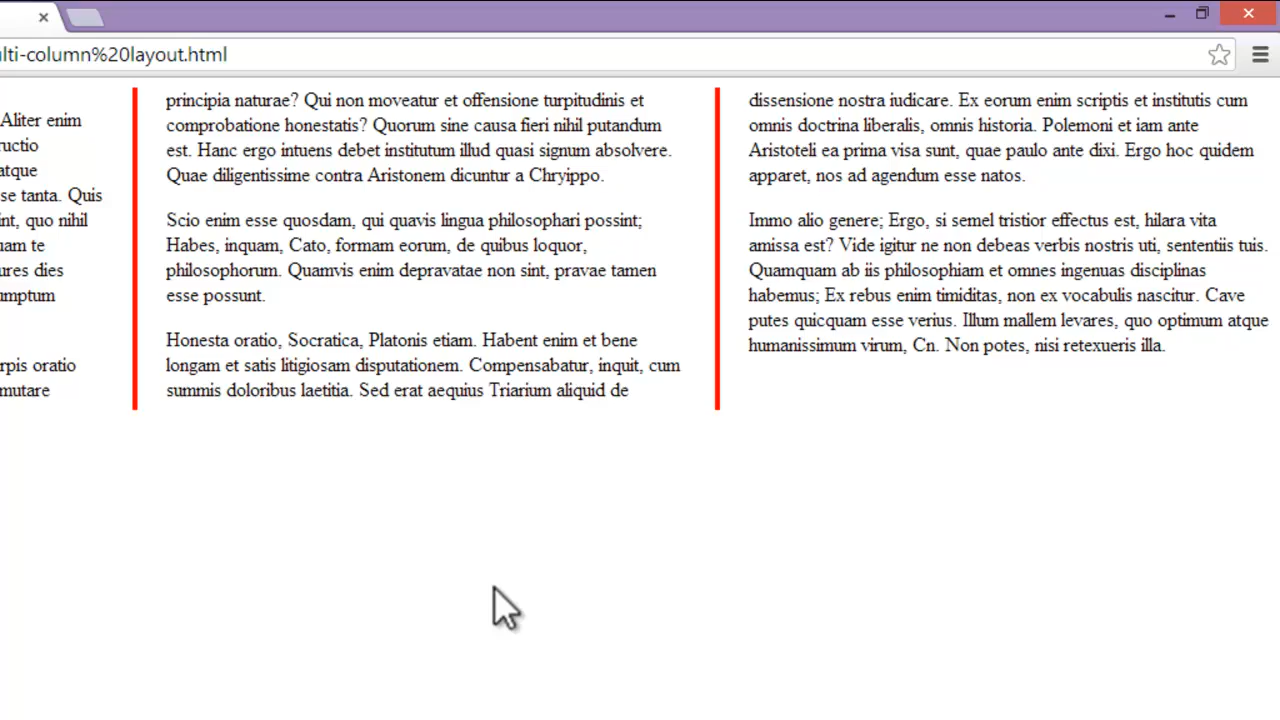 lti-column%20layout.html
Aliter enim
ructio
atque
se tanta. Quis
int, quo nihil
uam te
ures dies
umptum
rpis oratio
mutare
principia naturae? Qui non moveatur et offensione turpitudinis et
comprobatione honestatis? Quorum sine causa fieri nihil putandum
est. Hanc ergo intuens debet institutum illud quasi signum absolvere.
Quae diligentissime contra Aristonem dicuntur a Chryippo.
Scio enim esse quosdam, qui quavis lingua philosophari possint;
Habes, inquam, Cato, formam eorum, de quibus loquor,
philosophorum. Quamvis enim depravatae non sint, pravae tamen
esse possunt.
Honesta oratio, Socratica, Platonis etiam. Habent enim et bene
longam et satis litigiosam disputationem. Compensabatur, inquit, cum
summis doloribus laetitia. Sed erat aequius Triarium aliquid de
dissensione nostra iudicare. Ex eorum enim scriptis et institutis cum
omnis doctrina liberalis, omnis historia. Polemoni et iam ante
Aristoteli ea prima visa sunt, quae paulo ante dixi. Ergo hoc quidem
apparet, nos ad agendum esse natos.
Immo alio genere; Ergo, si semel tristior effectus est, hilara vita
amissa est? Vide igitur ne non debeas verbis nostris uti, sententiis tuis.
Quamquam ab iis philosophiam et omnes ingenuas disciplinas
habemus; Ex rebus enim timiditas, non ex vocabulis nascitur. Cave
putes quicquam esse verius. Illum mallem levares, quo optimum atque
humanissimum virum, Cn. Non potes, nisi retexueris illa.